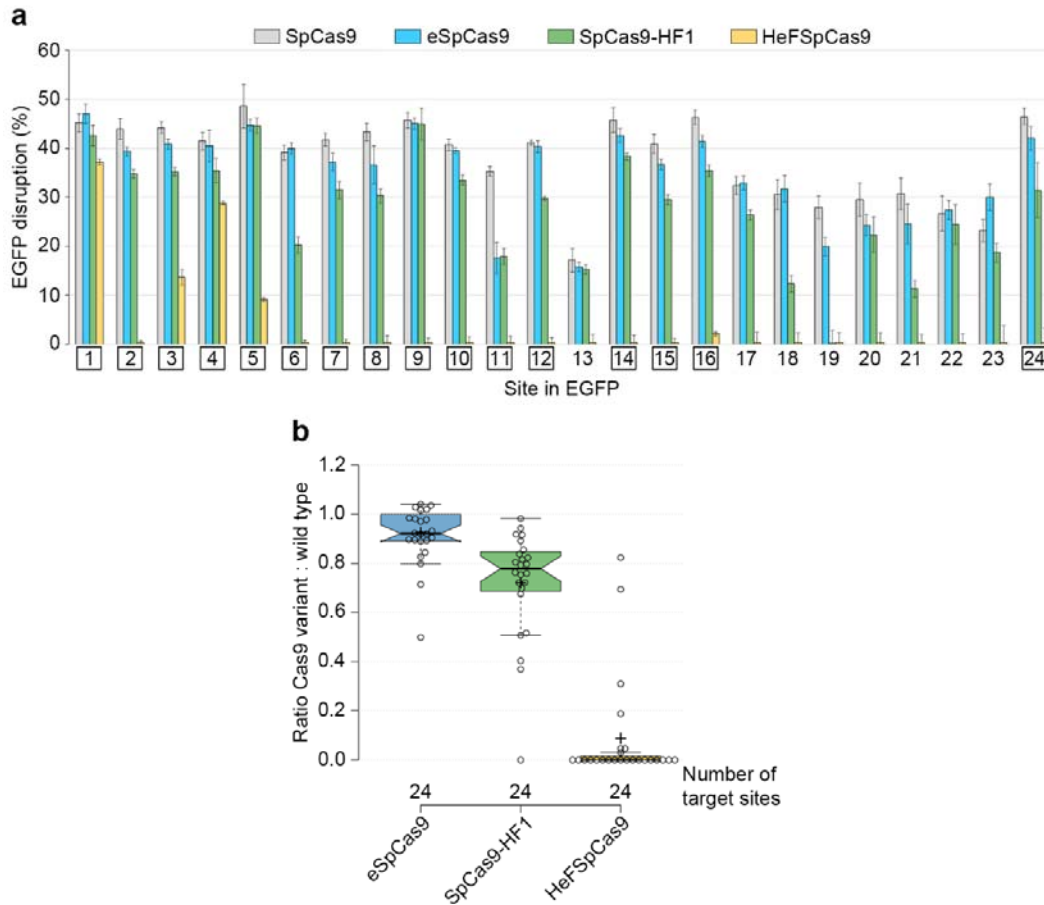 a
SpCas9 eSpCas9 SpCas9-HF1 HeFSpCas9
60
50
40
30
20
10
0
EGFP disruption (%)
1 2 3 4 5 6 7 8 9 10 11 12 13 14 15 16 17 18 19 20 21 22 23 24
Site in EGFP
b
1.2
1.0
0.8
0.6
0.4
0.2
0.0
Ratio Cas9 variant : wild type
24 24 24
Number of
target sites
eSpCas9
SpCas9-HF1
HeFSpCas9